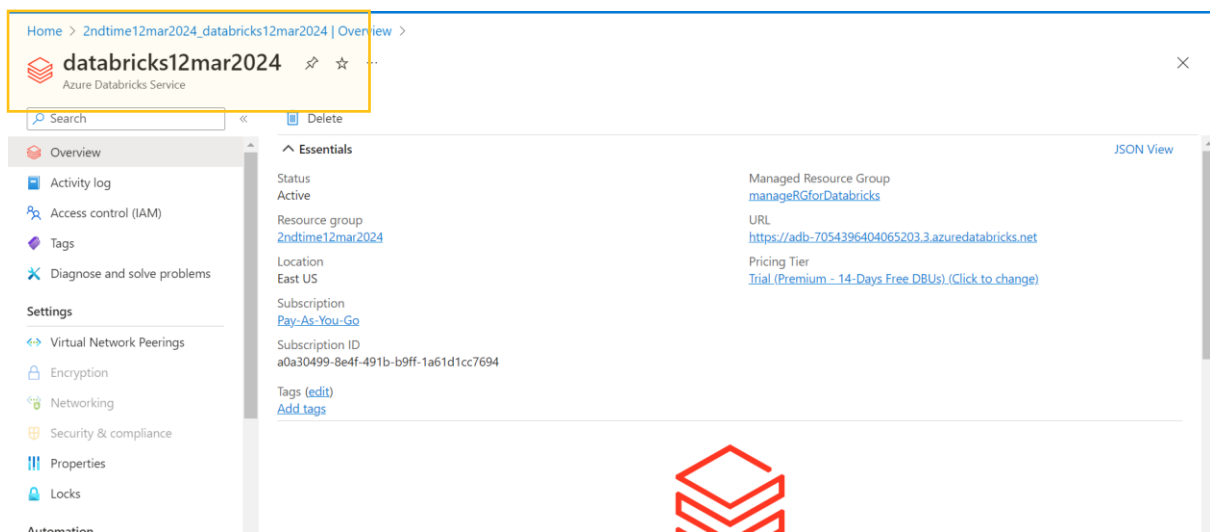 Home > 2ndtime12mar2024_databricks12mar2024 | Overview >
databricks12mar2024 ...
Azure Databricks Service
Search «
Delete
Overview
Activity log
Access control (IAM)
Tags
Diagnose and solve problems
Settings
Virtual Network Peerings
Encryption
Networking
Security & compliance
Properties
Locks
Automation
Essentials
JSON View
Status
Active
Resource group
2ndtime12mar2024
Location
East US
Subscription
Pay-As-You-Go
Subscription ID
a0a30499-8e4f-491b-b9ff-1a61d1cc7694
Tags (edit)
Add tags
Managed Resource Group
manageRGforDatabricks
URL
https://adb-7054396404065203.3.azuredatabricks.net
Pricing Tier
Trial (Premium - 14-Days Free DBUs) (Click to change)